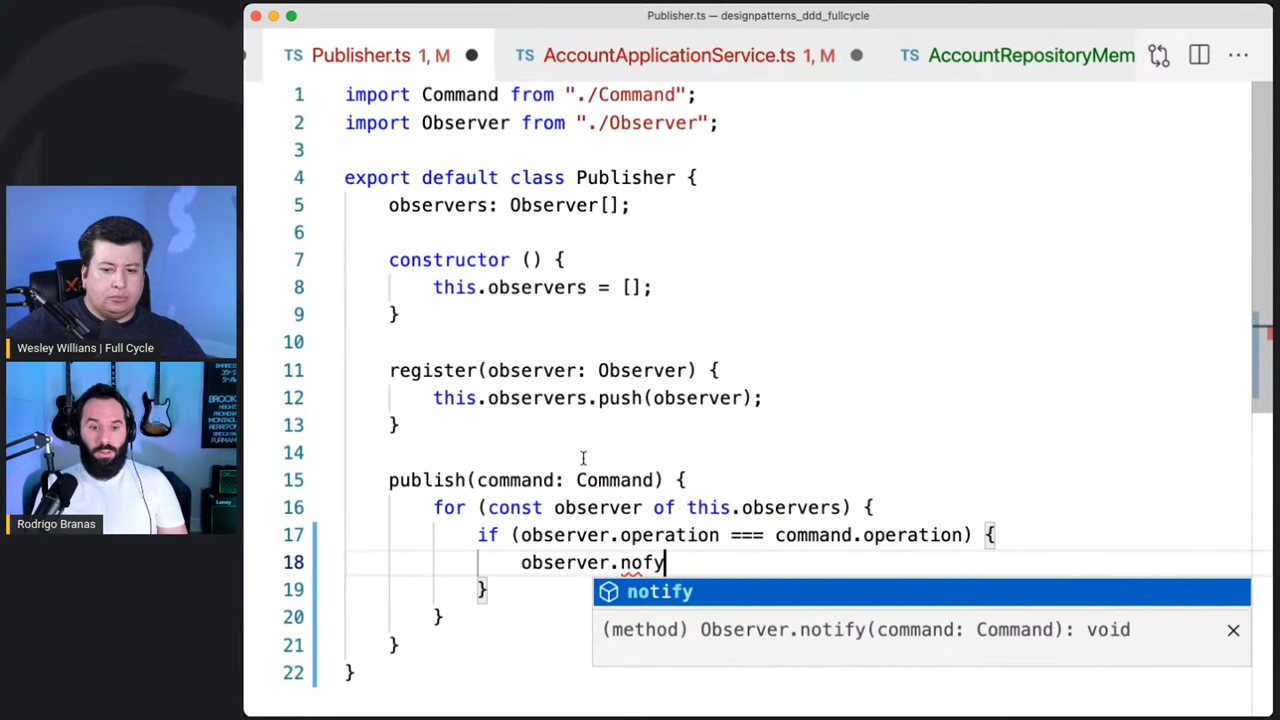 Publisher.ts — designpatterns_ddd_fullcycle
TS Publisher.ts 1, M
TS AccountApplicationService.ts 1, M
TS AccountRepositoryMem
1 import Command from "./Command";
2 import Observer from "./Observer";
3
4 export default class Publisher {
5 observers: Observer[];
6
7 constructor () {
8 this.observers = [];
9 }
10
11 register(observer: Observer) {
12 this.observers.push(observer);
13 }
14
15 publish(command: Command) {
16 for (const observer of this.observers) {
17 if (observer.operation === command.operation) {
18 observer.nofy
19 }
20 }
21 }
22 }
notify
(method) Observer.notify(command: Command): void
Wesley Willians | Full Cycle
Rodrigo Branas